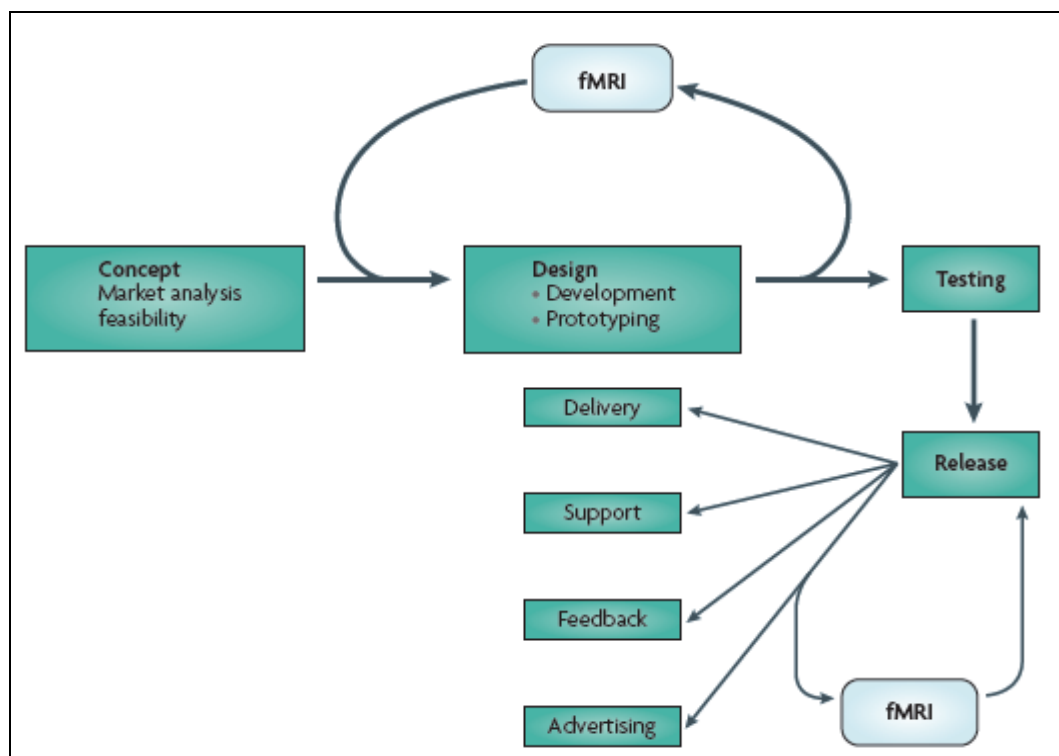 fMRI
Concept
Market analysis
feasibility
Design
• Development
• Prototyping
Testing
Delivery
Release
Support
Feedback
fMRI
Advertising